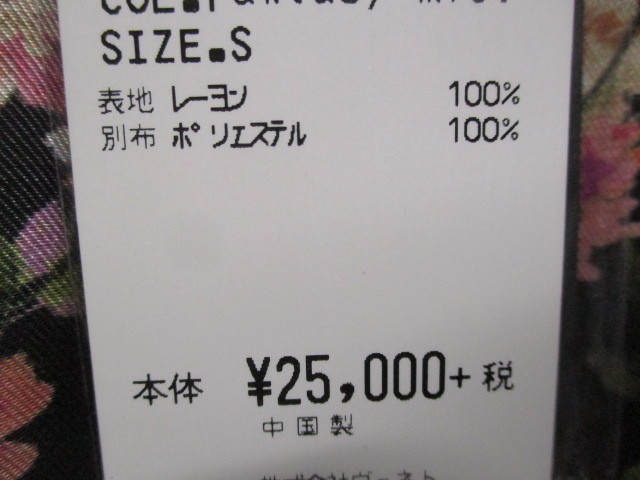 SIZE.S
表地 レーヨン 100%
別布 ポリエステル 100%
本体 ¥25,000+税
中国製